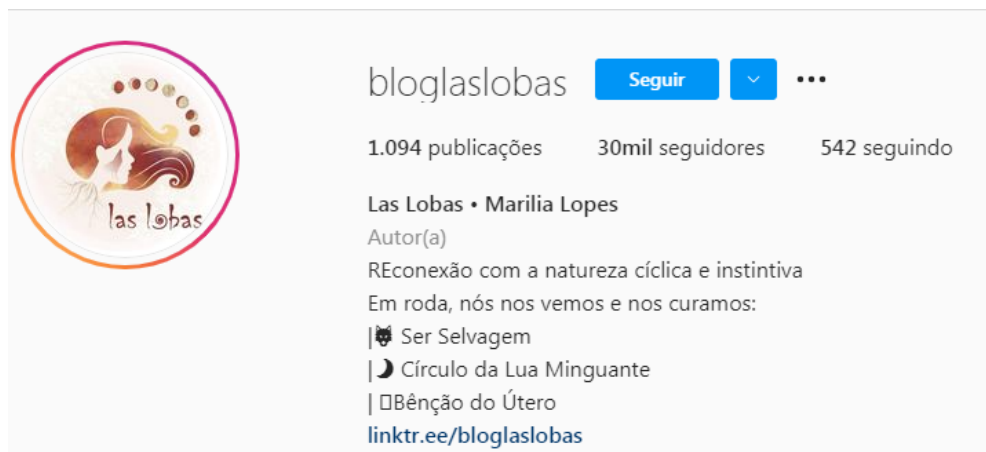 las lobas
bloglaslobas Seguir
1.094 publicações 30mil seguidores 542 seguindo
Las Lobas • Marilia Lopes
Autor(a)
REconexão com a natureza cíclica e instintiva
Em roda, nós nos vemos e nos curamos:
|🐺 Ser Selvagem
|🌙 Círculo da Lua Minguante
| ▯Bênção do Útero
linktr.ee/bloglaslobas